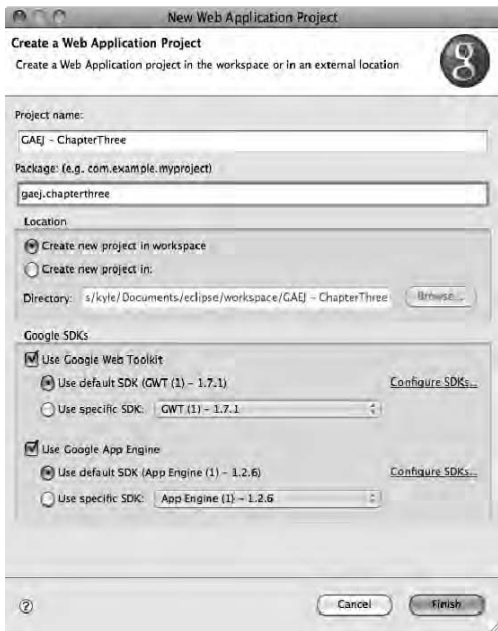 New Web Application Project
Create a Web Application Project
Create a Web Application project in the workspace or in an external location
Project name:
GAEJ - ChapterThree
Package: (e.g. com.example.myproject)
gaej.chapterthree
Location
Create new project in workspace
Create new project in:
Directory: s/kyle/Documents/eclipse/workspace/GAEJ - ChapterThree Browse...
Google SDKs
Use Google Web Toolkit
Use default SDK (GWT (1) - 1.7.1) Configure SDKs...
Use specific SDK: GWT (1) - 1.7.1
Use Google App Engine
Use default SDK (App Engine (1) - 1.2.6) Configure SDKs...
Use specific SDK: App Engine (1) - 1.2.6
? Cancel Finish